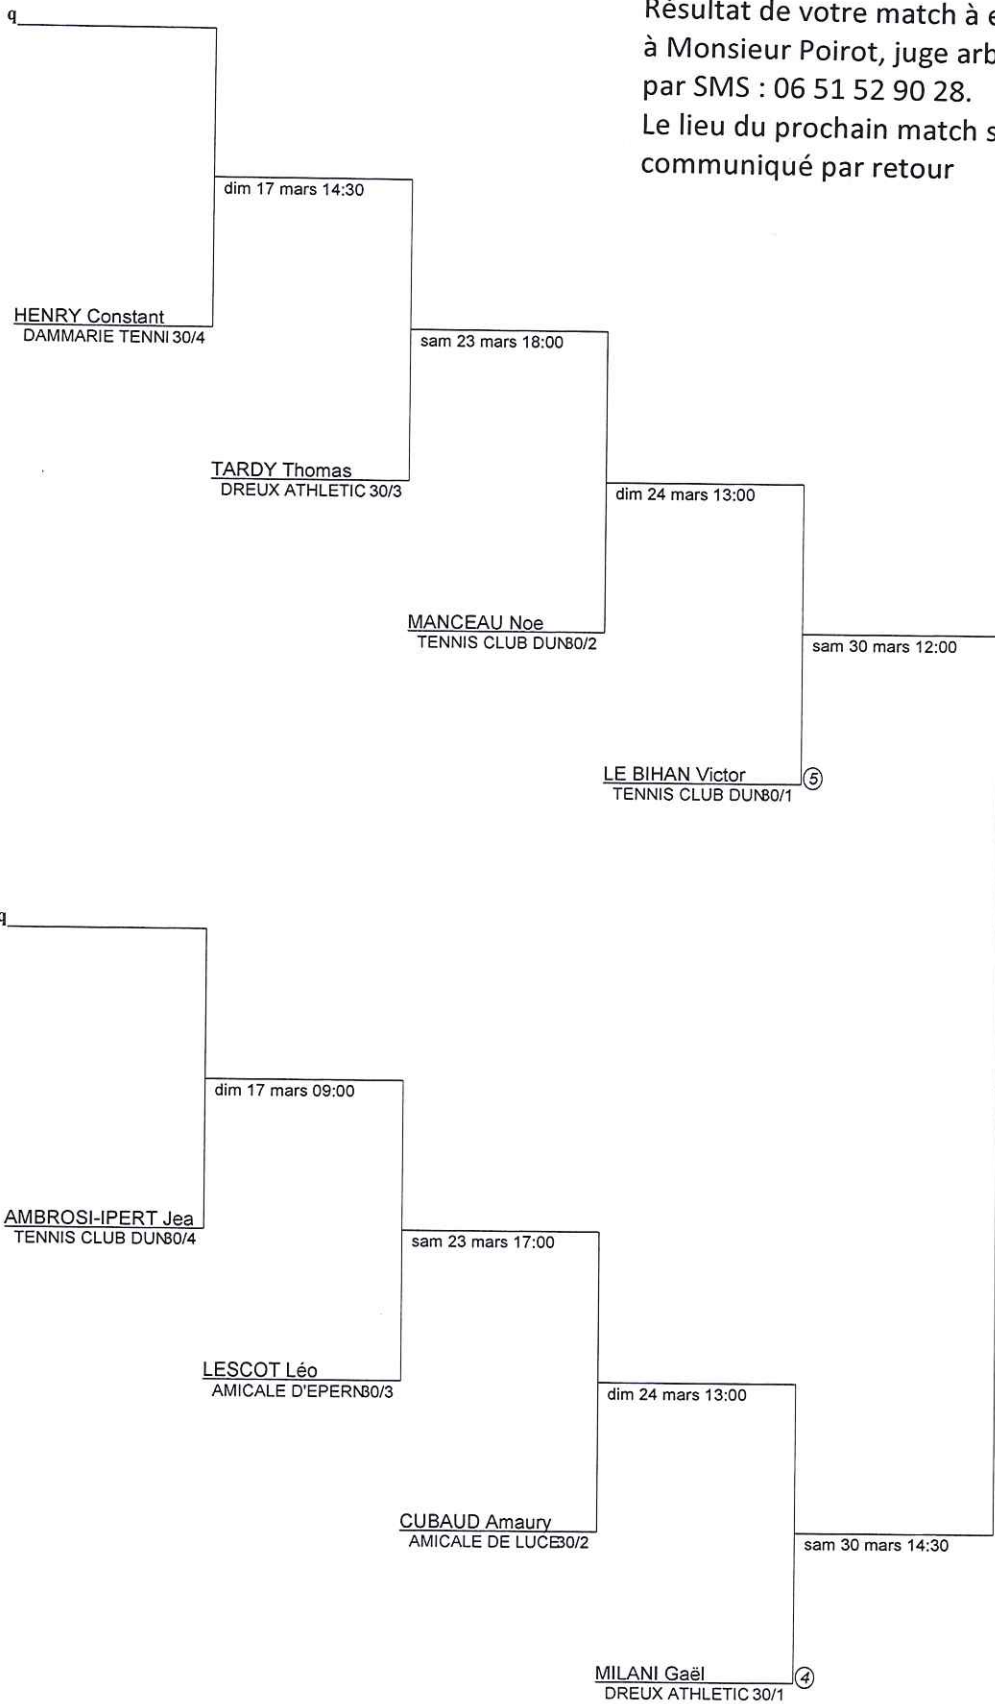 q
Résultat de votre match à e
à Monsieur Poirot, juge arb
par SMS : 06 51 52 90 28.
Le lieu du prochain match s
communiqué par retour
dim 17 mars 14:30
HENRY Constant
DAMMARIE TENNI 30/4
sam 23 mars 18:00
TARDY Thomas
DREUX ATHLETIC 30/3
dim 24 mars 13:00
MANCEAU Noe
TENNIS CLUB DUN30/2
sam 30 mars 12:00
LE BIHAN Victor 5
TENNIS CLUB DUN30/1
q
dim 17 mars 09:00
AMBROSI-IPERT Jea
TENNIS CLUB DUN30/4
sam 23 mars 17:00
LESCOT Léo
AMICALE D'EPERN30/3
dim 24 mars 13:00
CUBAUD Amaury
AMICALE DE LUCE30/2
sam 30 mars 14:30
MILANI Gaël 4
DREUX ATHLETIC 30/1